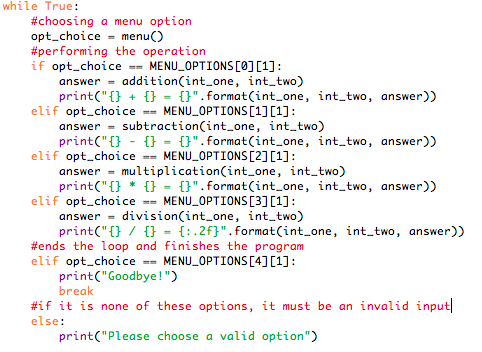 while True:
    #choosing a menu option
    opt_choice = menu()
    #performing the operation
    if opt_choice == MENU_OPTIONS[0][1]:
        answer = addition(int_one, int_two)
        print("{} + {} = {}".format(int_one, int_two, answer))
    elif opt_choice == MENU_OPTIONS[1][1]:
        answer = subtraction(int_one, int_two)
        print("{} - {} = {}".format(int_one, int_two, answer))
    elif opt_choice == MENU_OPTIONS[2][1]:
        answer = multiplication(int_one, int_two)
        print("{} * {} = {}".format(int_one, int_two, answer))
    elif opt_choice == MENU_OPTIONS[3][1]:
        answer = division(int_one, int_two)
        print("{} / {} = {:.2f}".format(int_one, int_two, answer))
    #ends the loop and finishes the program
    elif opt_choice == MENU_OPTIONS[4][1]:
        print("Goodbye!")
        break
    #if it is none of these options, it must be an invalid input
    else:
        print("Please choose a valid option")